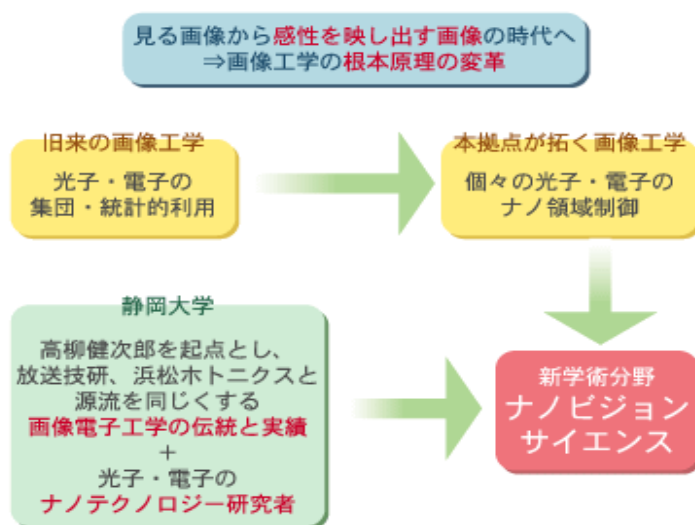 見る画像から感性を映し出す画像の時代へ
⇒画像工学の根本原理の変革
旧来の画像工学
光子・電子の
集団・統計的利用
本拠点が拓く画像工学
個々の光子・電子の
ナノ領域制御
静岡大学
高柳健次郎を起点とし、
放送技研、浜松ホトニクスと
源流を同じくする
画像電子工学の伝統と実績
+
光子・電子の
ナノテクノロジー研究者
新学術分野
ナノビジョン
サイエンス